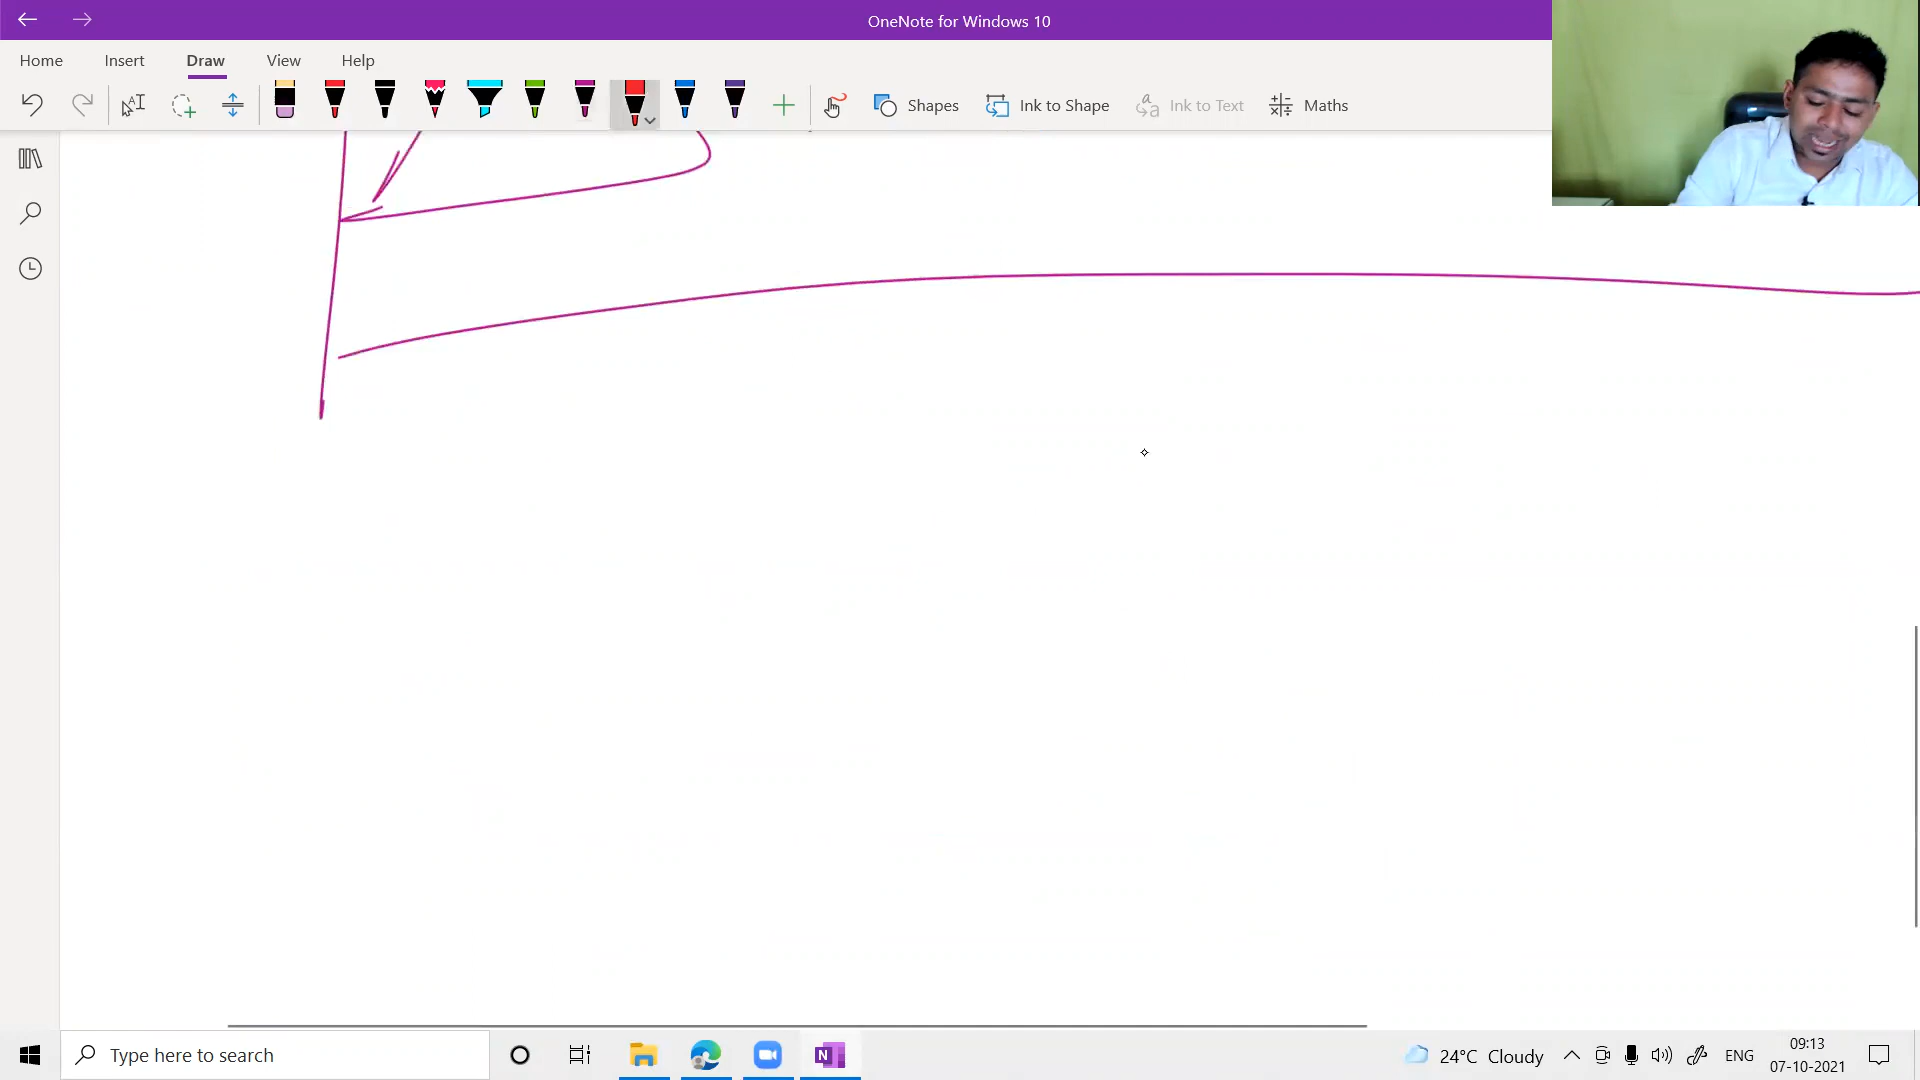 OneNote for Windows 10
Home Insert Draw View Help
Shapes Ink to Shape Ink to Text Maths
Type here to search
24°C Cloudy ENG 09:13
07-10-2021